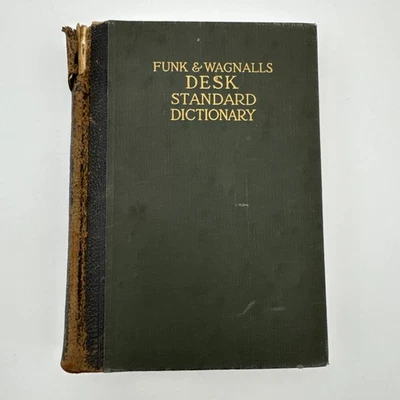 FUNK & WAGNALLS
DESK
STANDARD
DICTIONARY